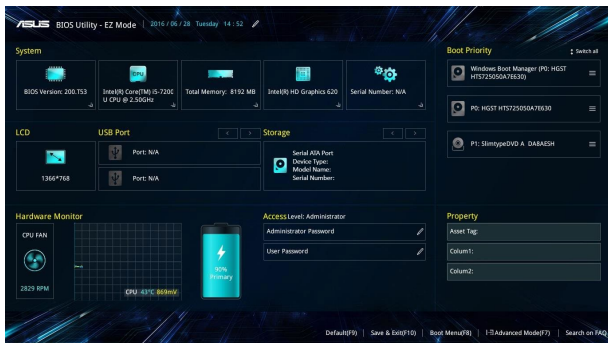 ASUS BIOS Utility - EZ Mode 2016/06/28 Tuesday 14:52
System
BIOS Version: 200.T53
CPU
Intel(R) Core(TM) i5-7200
U CPU @ 2.50GHz
Total Memory: 8192 MB
Intel(R) HD Graphics 620
Serial Number: N/A
Boot Priority
Switch all
Windows Boot Manager (P0: HGST
HTS725050A7E630)
P0: HGST HTS725050A7E630
P1: SlimtypeDVD A DA8AESH
LCD
1366*768
USB Port
Port: N/A
Port: N/A
Storage
Serial ATA Port
Device Type:
Model Name:
Serial Number:
Hardware Monitor
CPU FAN
2829 RPM
CPU 43°C 869mV
90%
Primary
Access Level: Administrator
Administrator Password
User Password
Property
Asset Tag:
Colum1:
Colum2:
Default(F9) | Save & Exit(F10) | Boot Menu(F8) | Advanced Mode(F7) | Search on FAQ